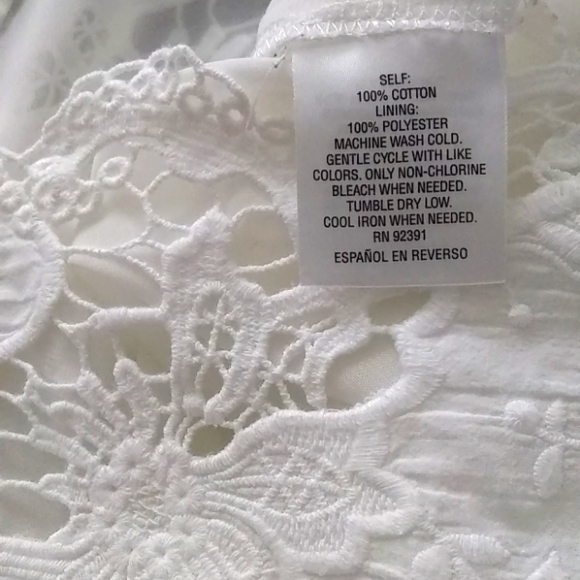 SELF:
100% COTTON
LINING:
100% POLYESTER
MACHINE WASH COLD.
GENTLE CYCLE WITH LIKE
COLORS. ONLY NON-CHLORINE
BLEACH WHEN NEEDED.
TUMBLE DRY LOW.
COOL IRON WHEN NEEDED.
RN 92391
ESPAÑOL EN REVERSO